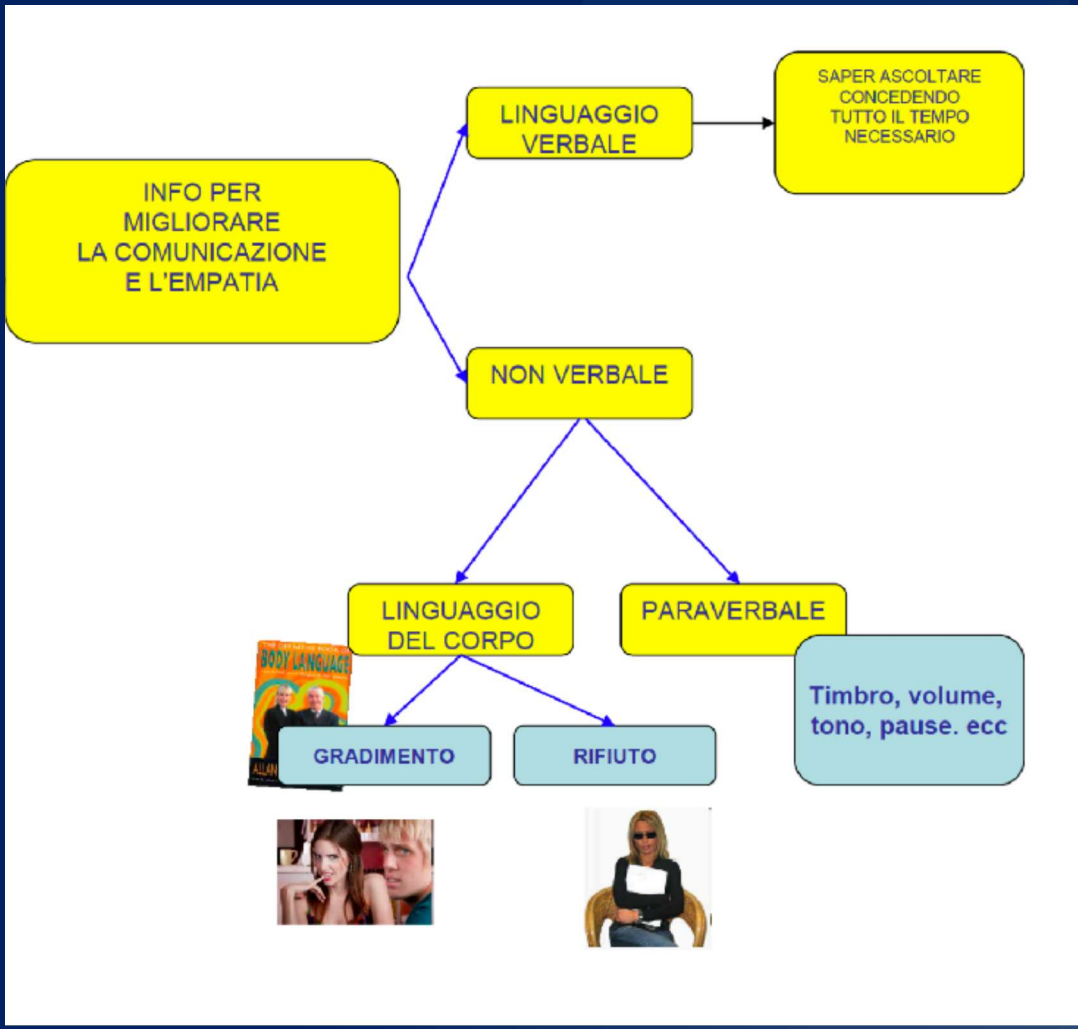 INFO PER
MIGLIORARE
LA COMUNICAZIONE
E L'EMPATIA
LINGUAGGIO
VERBALE
SAPER ASCOLTARE
CONCEDENDO
TUTTO IL TEMPO
NECESSARIO
NON VERBALE
LINGUAGGIO
DEL CORPO
PARAVERBALE
Timbro, volume,
tono, pause. ecc
BODY LANGUAGE
ALLAN
GRADIMENTO
RIFIUTO